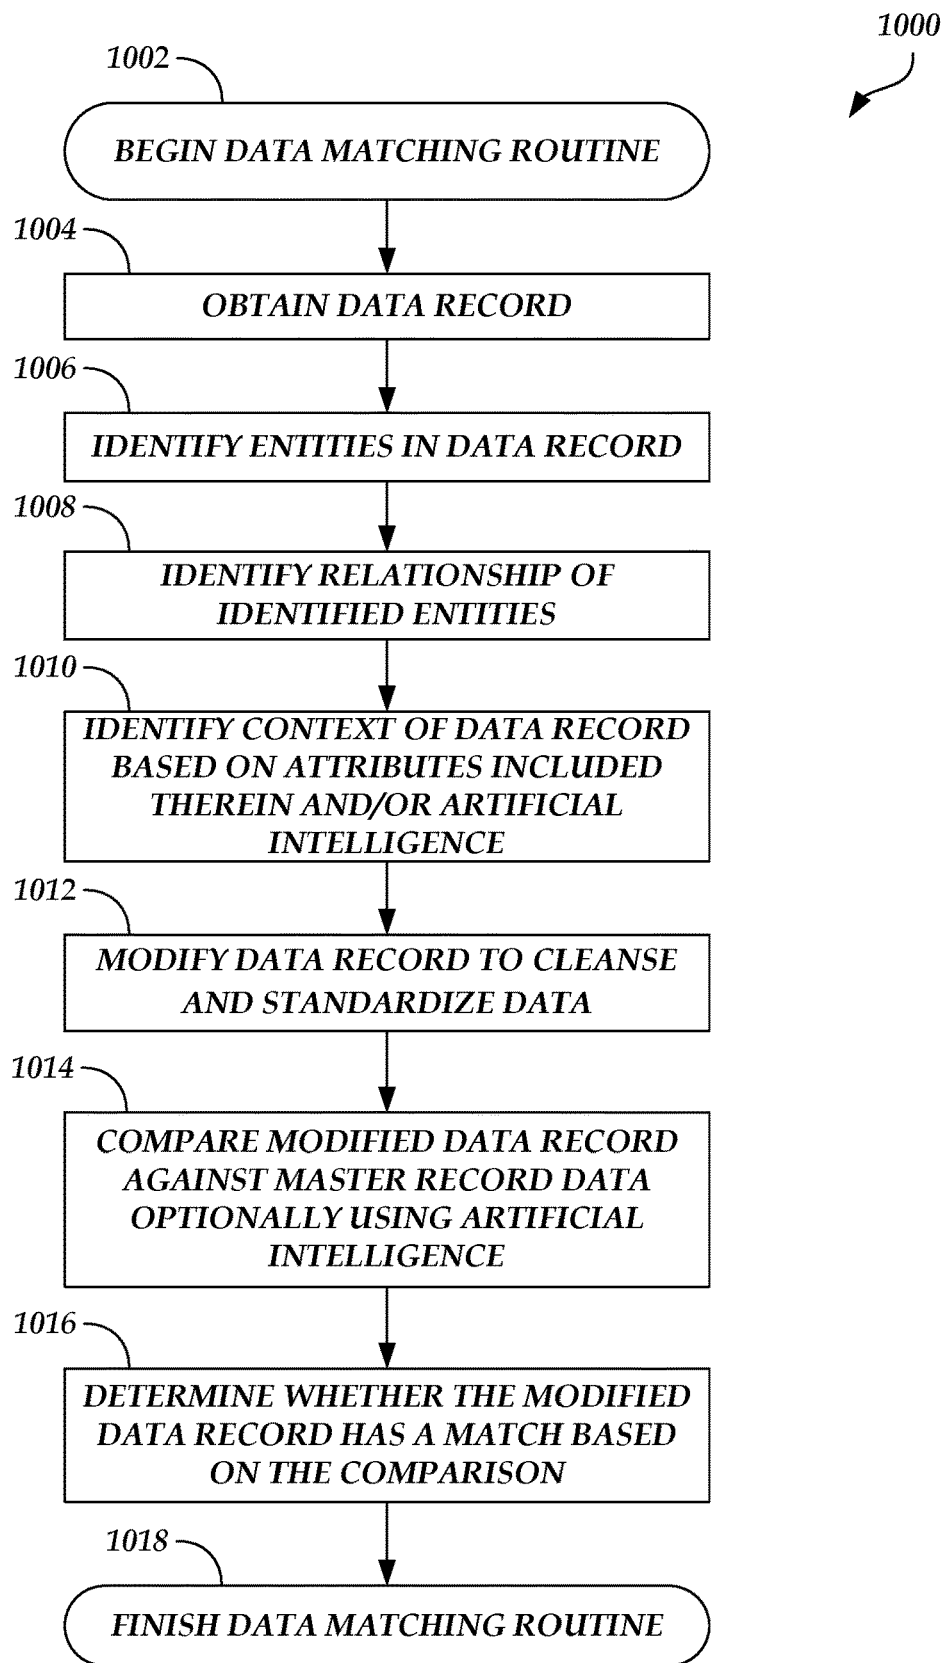 1000
1002
BEGIN DATA MATCHING ROUTINE
1004
OBTAIN DATA RECORD
1006
IDENTIFY ENTITIES IN DATA RECORD
1008
IDENTIFY RELATIONSHIP OF
IDENTIFIED ENTITIES
1010
IDENTIFY CONTEXT OF DATA RECORD
BASED ON ATTRIBUTES INCLUDED
THEREIN AND/OR ARTIFICIAL
INTELLIGENCE
1012
MODIFY DATA RECORD TO CLEANSE
AND STANDARDIZE DATA
1014
COMPARE MODIFIED DATA RECORD
AGAINST MASTER RECORD DATA
OPTIONALLY USING ARTIFICIAL
INTELLIGENCE
1016
DETERMINE WHETHER THE MODIFIED
DATA RECORD HAS A MATCH BASED
ON THE COMPARISON
1018
FINISH DATA MATCHING ROUTINE